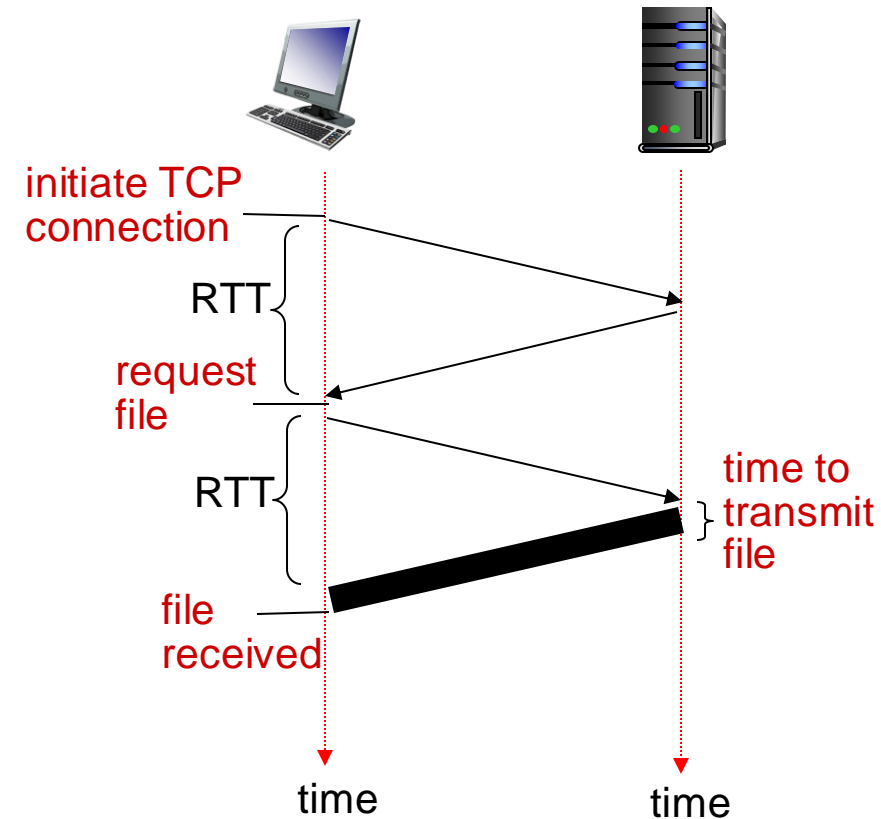 initiate TCP
connection
RTT
request
file
RTT
time to
transmit
file
file
received
time
time